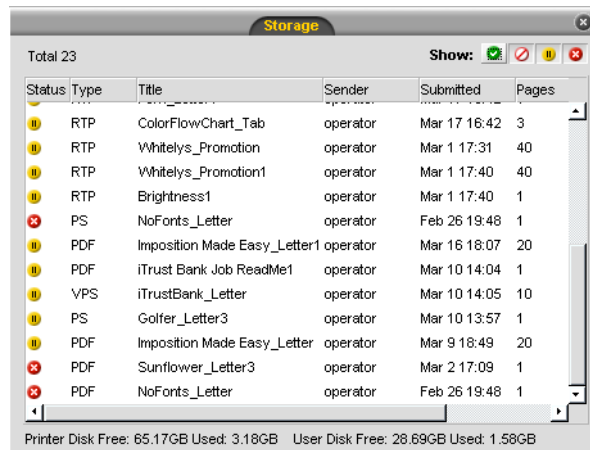 Storage
Total 23 Show:
Status Type Title Sender Submitted Pages
RTP ColorFlowChart_Tab operator Mar 17 16:42 3
RTP Whitelys_Promotion operator Mar 1 17:31 40
RTP Whitelys_Promotion1 operator Mar 1 17:40 40
RTP Brightness1 operator Mar 1 17:40 1
PS NoFonts_Letter operator Feb 26 19:48 1
PDF Imposition Made Easy_Letter1 operator Mar 16 18:07 20
PDF iTrust Bank Job ReadMe1 operator Mar 10 14:04 1
VPS iTrustBank_Letter operator Mar 10 14:05 10
PS Golfer_Letter3 operator Mar 10 13:57 1
PDF Imposition Made Easy_Letter operator Mar 9 18:49 20
PDF Sunflower_Letter3 operator Mar 2 17:09 1
PDF NoFonts_Letter operator Feb 26 19:48 1
Printer Disk Free: 65.17GB Used: 3.18GB User Disk Free: 28.69GB Used: 1.58GB